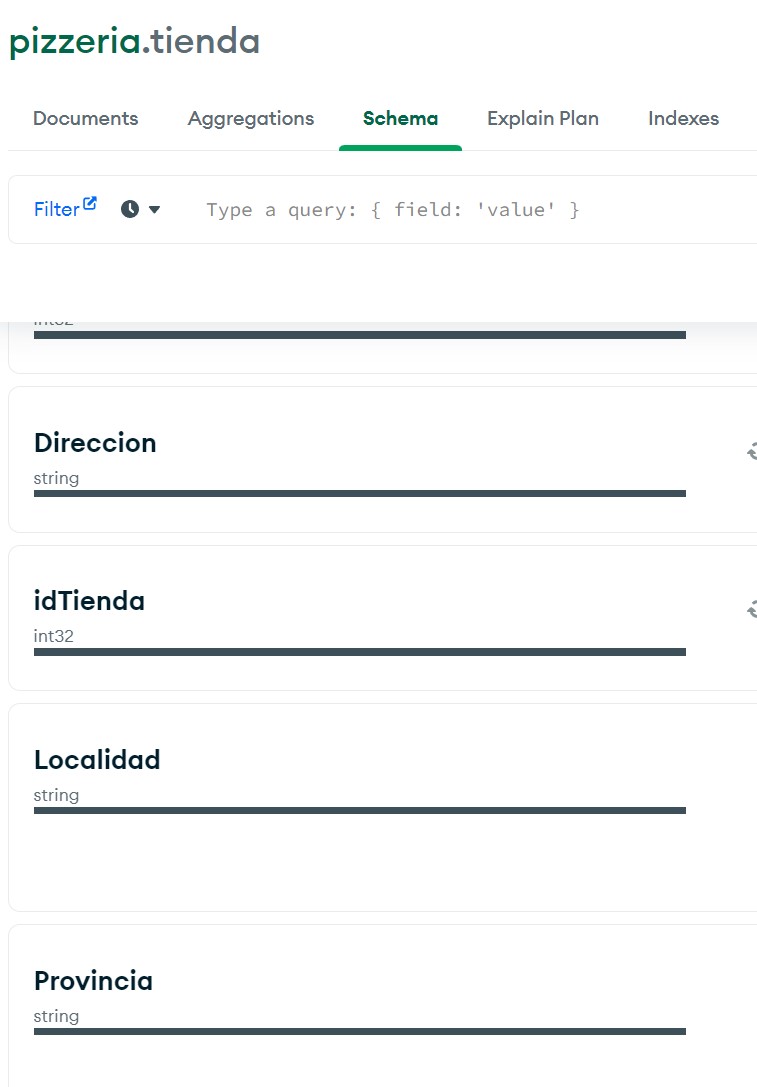 pizzeria.tienda
Documents Aggregations Schema Explain Plan Indexes
Filter Type a query: { field: 'value' }
int32
Direccion
string
idTienda
int32
Localidad
string
Provincia
string